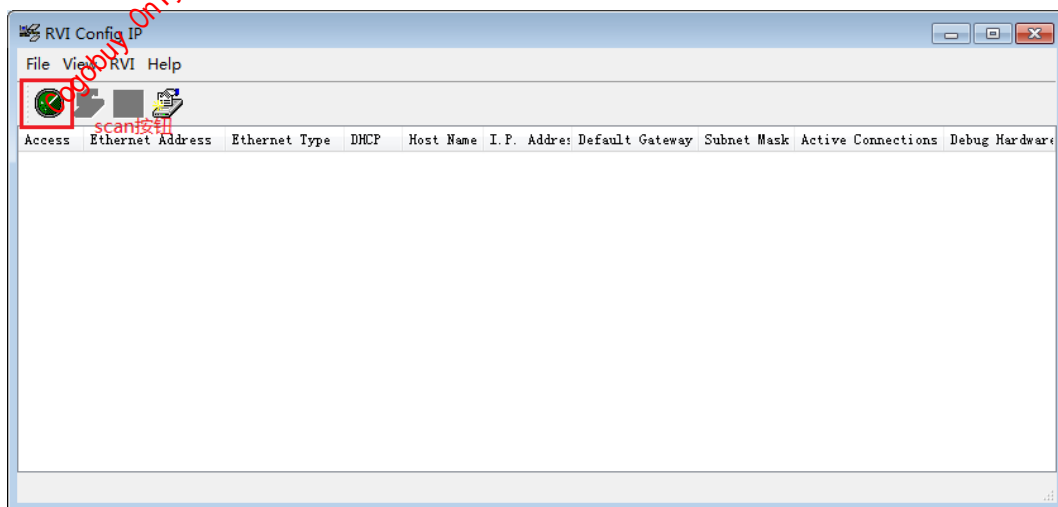 RVI Config IP
File View RVI Help
scan按钮
Access Ethernet Address Ethernet Type DHCP Host Name I.P. Addres Default Gateway Subnet Mask Active Connections Debug Hardware